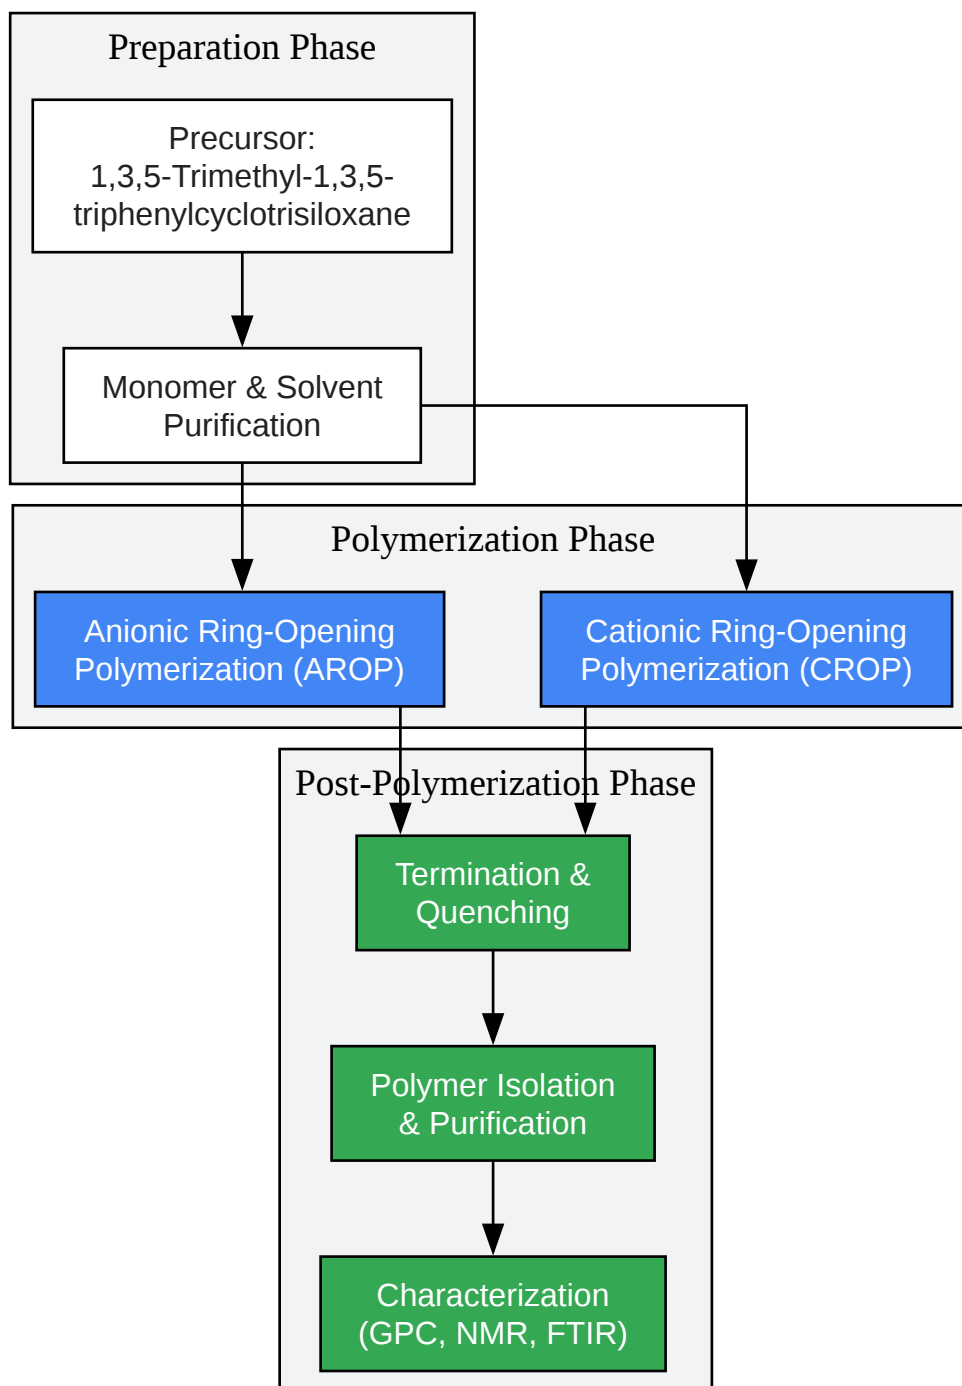 Preparation Phase
Precursor:
1,3,5-Trimethyl-1,3,5-
triphenylcyclotrisiloxane
Monomer & Solvent
Purification
Polymerization Phase
Anionic Ring-Opening
Polymerization (AROP)
Cationic Ring-Opening
Polymerization (CROP)
Post-Polymerization Phase
Termination &
Quenching
Polymer Isolation
& Purification
Characterization
(GPC, NMR, FTIR)